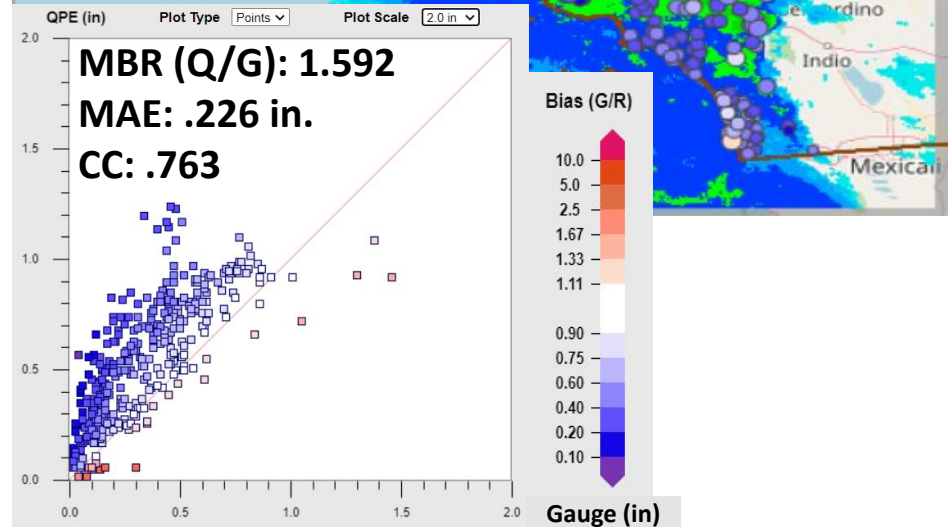 QPE (in) Plot Type Points Plot Scale 2.0 in
MBR (Q/G): 1.592
MAE: .226 in.
CC: .763
2.0
1.5
1.0
0.5
0.0
0.0 0.5 1.0 1.5 2.0
Gauge (in)
Bias (G/R)
10.0
5.0
2.5
1.67
1.33
1.11
0.90
0.75
0.60
0.40
0.20
0.10
rdino
Indio
Mexicali